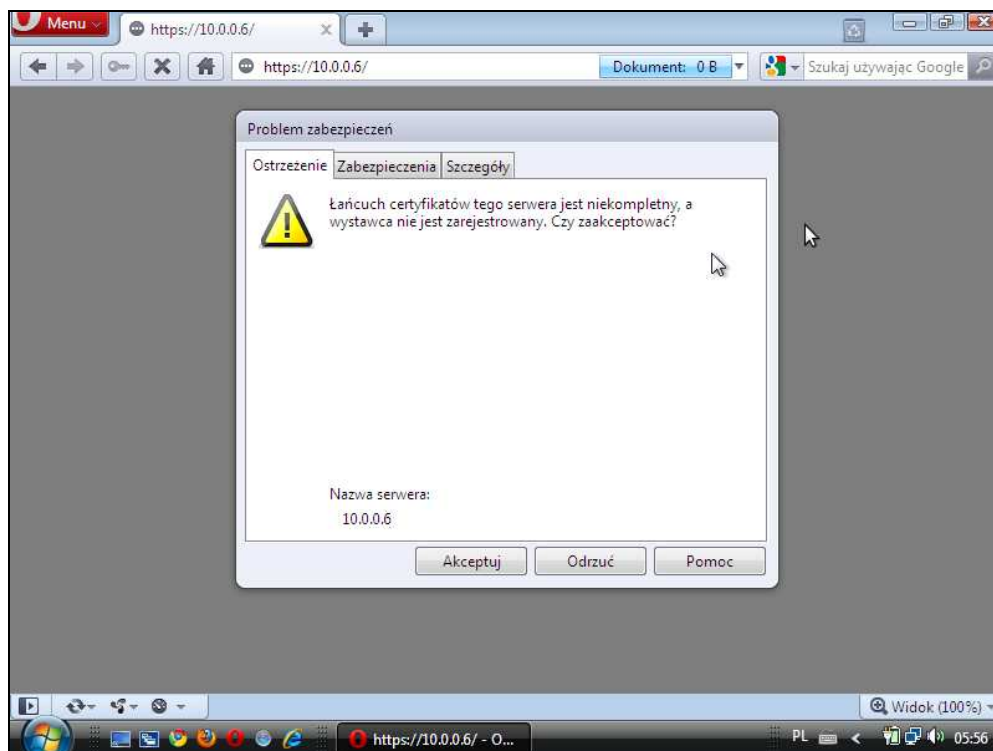 Menu
https://10.0.0.6/
https://10.0.0.6/
Dokument: 0 B
Szukaj używając Google
Problem zabezpieczeń
Ostrzeżenie Zabezpieczenia Szczegóły
Łańcuch certyfikatów tego serwera jest niekompletny, a
wystawca nie jest zarejestrowany. Czy zaakceptować?
Nazwa serwera:
10.0.0.6
Akceptuj Odrzuć Pomoc
Widok (100%)
https://10.0.0.6/ - O...
PL
05:56